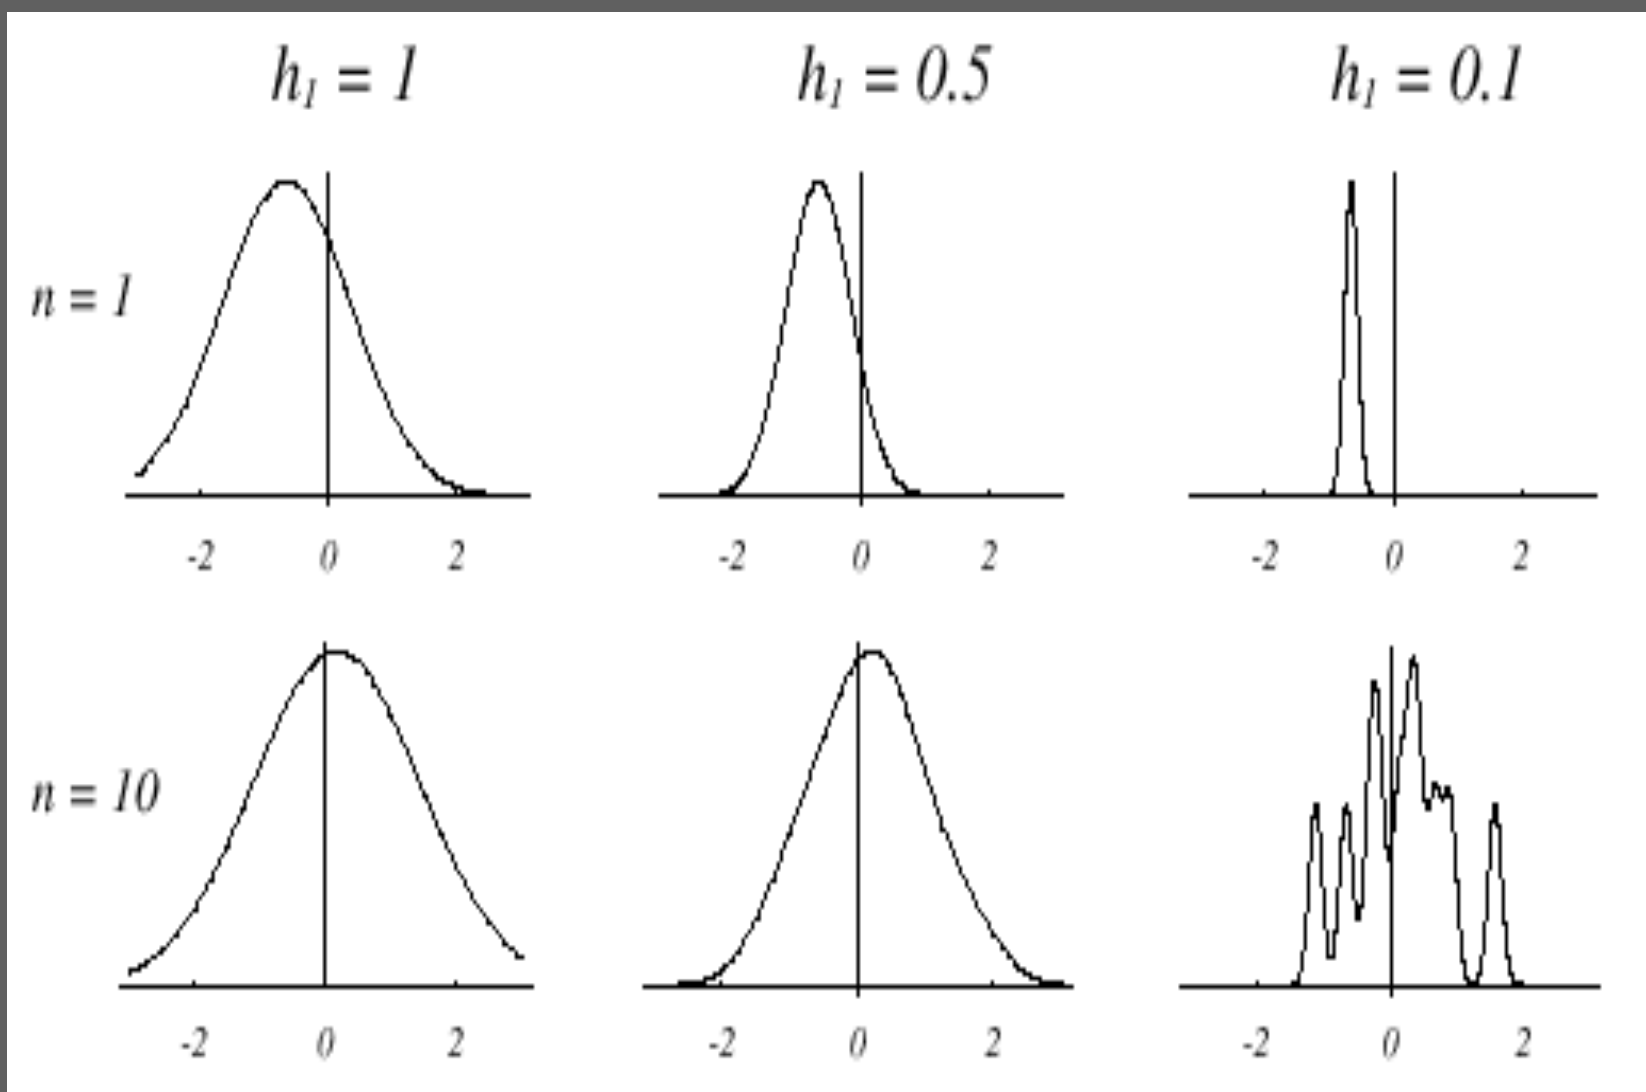 h₁ = 1 h₁ = 0.5 h₁ = 0.1
n = 1
-2 0 2 -2 0 2 -2 0 2
n = 10
-2 0 2 -2 0 2 -2 0 2